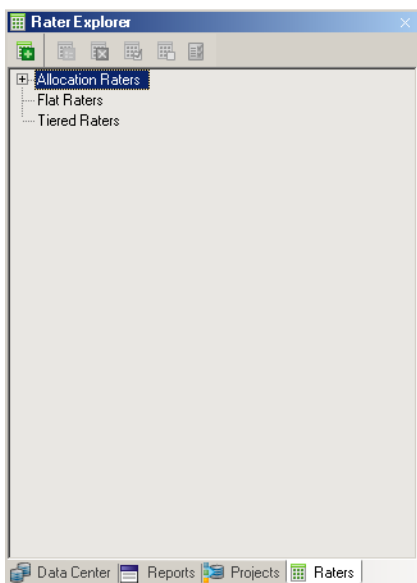 Rater Explorer
Allocation Raters
Flat Raters
Tiered Raters
Data Center Reports Projects Raters